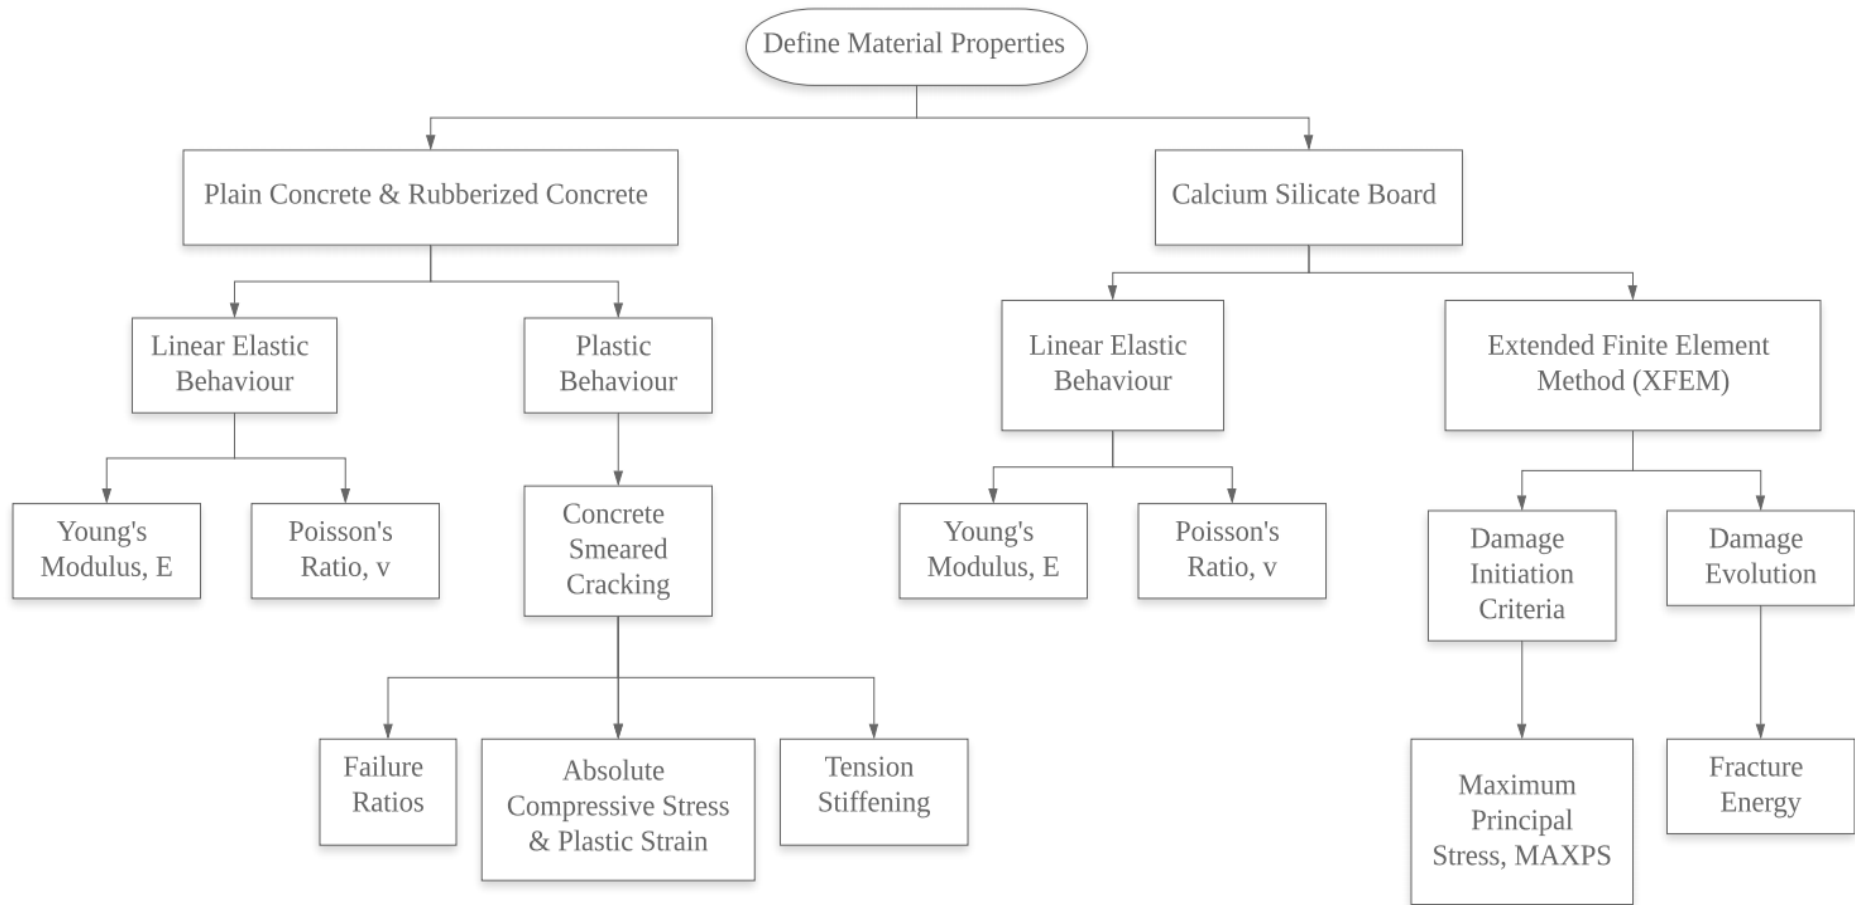 Define Material Properties
Plain Concrete & Rubberized Concrete
Calcium Silicate Board
Linear Elastic
Behaviour
Plastic
Behaviour
Linear Elastic
Behaviour
Extended Finite Element
Method (XFEM)
Young's
Modulus, E
Poisson's
Ratio, v
Concrete
Smeared
Cracking
Young's
Modulus, E
Poisson's
Ratio, v
Damage
Initiation
Criteria
Damage
Evolution
Failure
Ratios
Absolute
Compressive Stress
& Plastic Strain
Tension
Stiffening
Maximum
Principal
Stress, MAXPS
Fracture
Energy